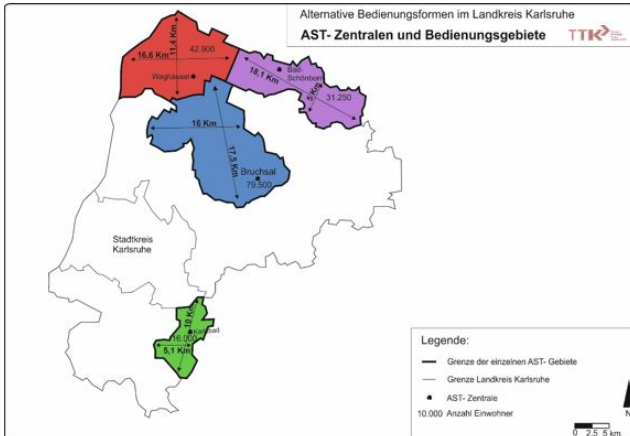 Alternative Bedienungsformen im Landkreis Karlsruhe
AST- Zentralen und Bedienungsgebiete
TTK
16,6 Km
11,4 Km
42.900
Waghäusel
18,1 Km
Bad-
Schönborn
5 Km
31.250
16 Km
17,5 Km
Bruchsal
79.500
Stadtkreis
Karlsruhe
10 Km
Karlsbad
16.000
5,1 Km
Legende:
Grenze der einzelnen AST- Gebiete
Grenze Landkreis Karlsruhe
AST- Zentrale
10.000 Anzahl Einwohner
N
0 2,5 5 km